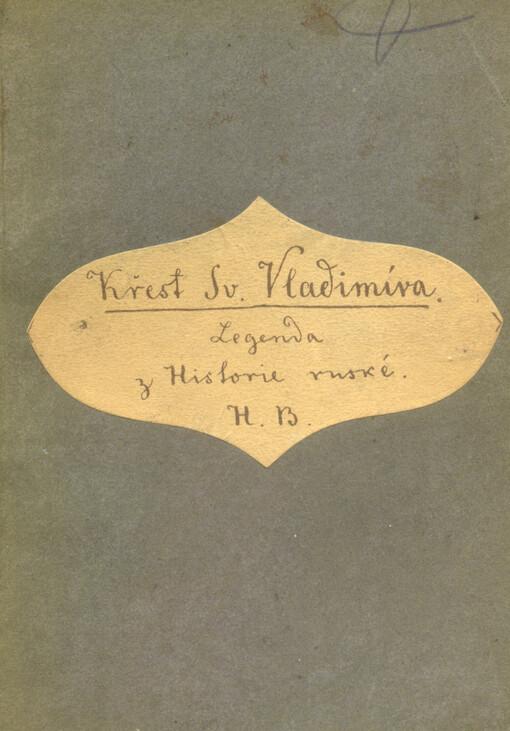 Křest Sv. Vladimíra.
Legenda
z Historie ruské.
H. B.